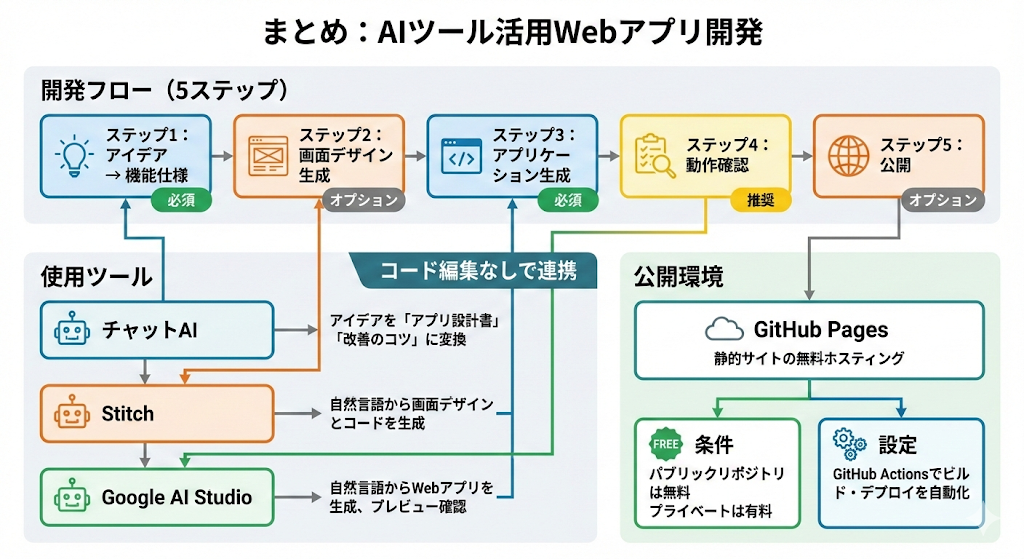 まとめ：AIツール活用Webアプリ開発
開発フロー（5ステップ）
ステップ1：
アイデア
→ 機能仕様
必須
ステップ2：
画面デザイン
生成
オプション
ステップ3：
アプリケー
ション生成
必須
ステップ4：
動作確認
推奨
ステップ5：
公開
オプション
使用ツール
コード編集なしで連携
チャットAI
アイデアを「アプリ設計書」
「改善のコツ」に変換
Stitch
自然言語から画面デザイン
とコードを生成
Google AI Studio
自然言語からWebアプリを
生成、プレビュー確認
公開環境
GitHub Pages
静的サイトの無料ホスティング
FREE
条件
パブリックリポジトリ
は無料
プライベートは有料
設定
GitHub Actionsでビル
ド・デプロイを自動化